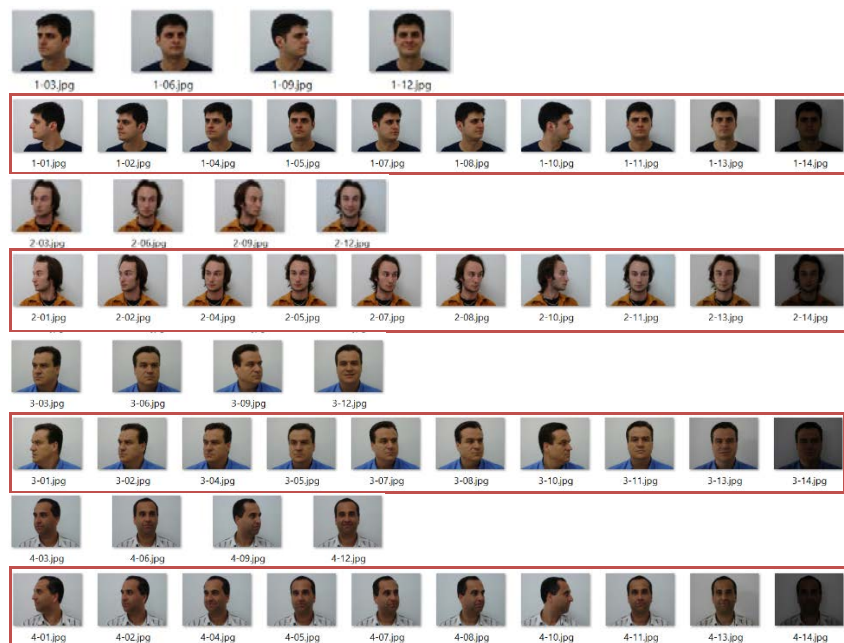 1-03.jpg 1-06.jpg 1-09.jpg 1-12.jpg
1-01.jpg 1-02.jpg 1-04.jpg 1-05.jpg 1-07.jpg 1-08.jpg 1-10.jpg 1-11.jpg 1-13.jpg 1-14.jpg
2-03.jpg 2-06.jpg 2-09.jpg 2-12.jpg
2-01.jpg 2-02.jpg 2-04.jpg 2-05.jpg 2-07.jpg 2-08.jpg 2-10.jpg 2-11.jpg 2-13.jpg 2-14.jpg
3-03.jpg 3-06.jpg 3-09.jpg 3-12.jpg
3-01.jpg 3-02.jpg 3-04.jpg 3-05.jpg 3-07.jpg 3-08.jpg 3-10.jpg 3-11.jpg 3-13.jpg 3-14.jpg
4-03.jpg 4-06.jpg 4-09.jpg 4-12.jpg
4-01.jpg 4-02.jpg 4-04.jpg 4-05.jpg 4-07.jpg 4-08.jpg 4-10.jpg 4-11.jpg 4-13.jpg 4-14.jpg